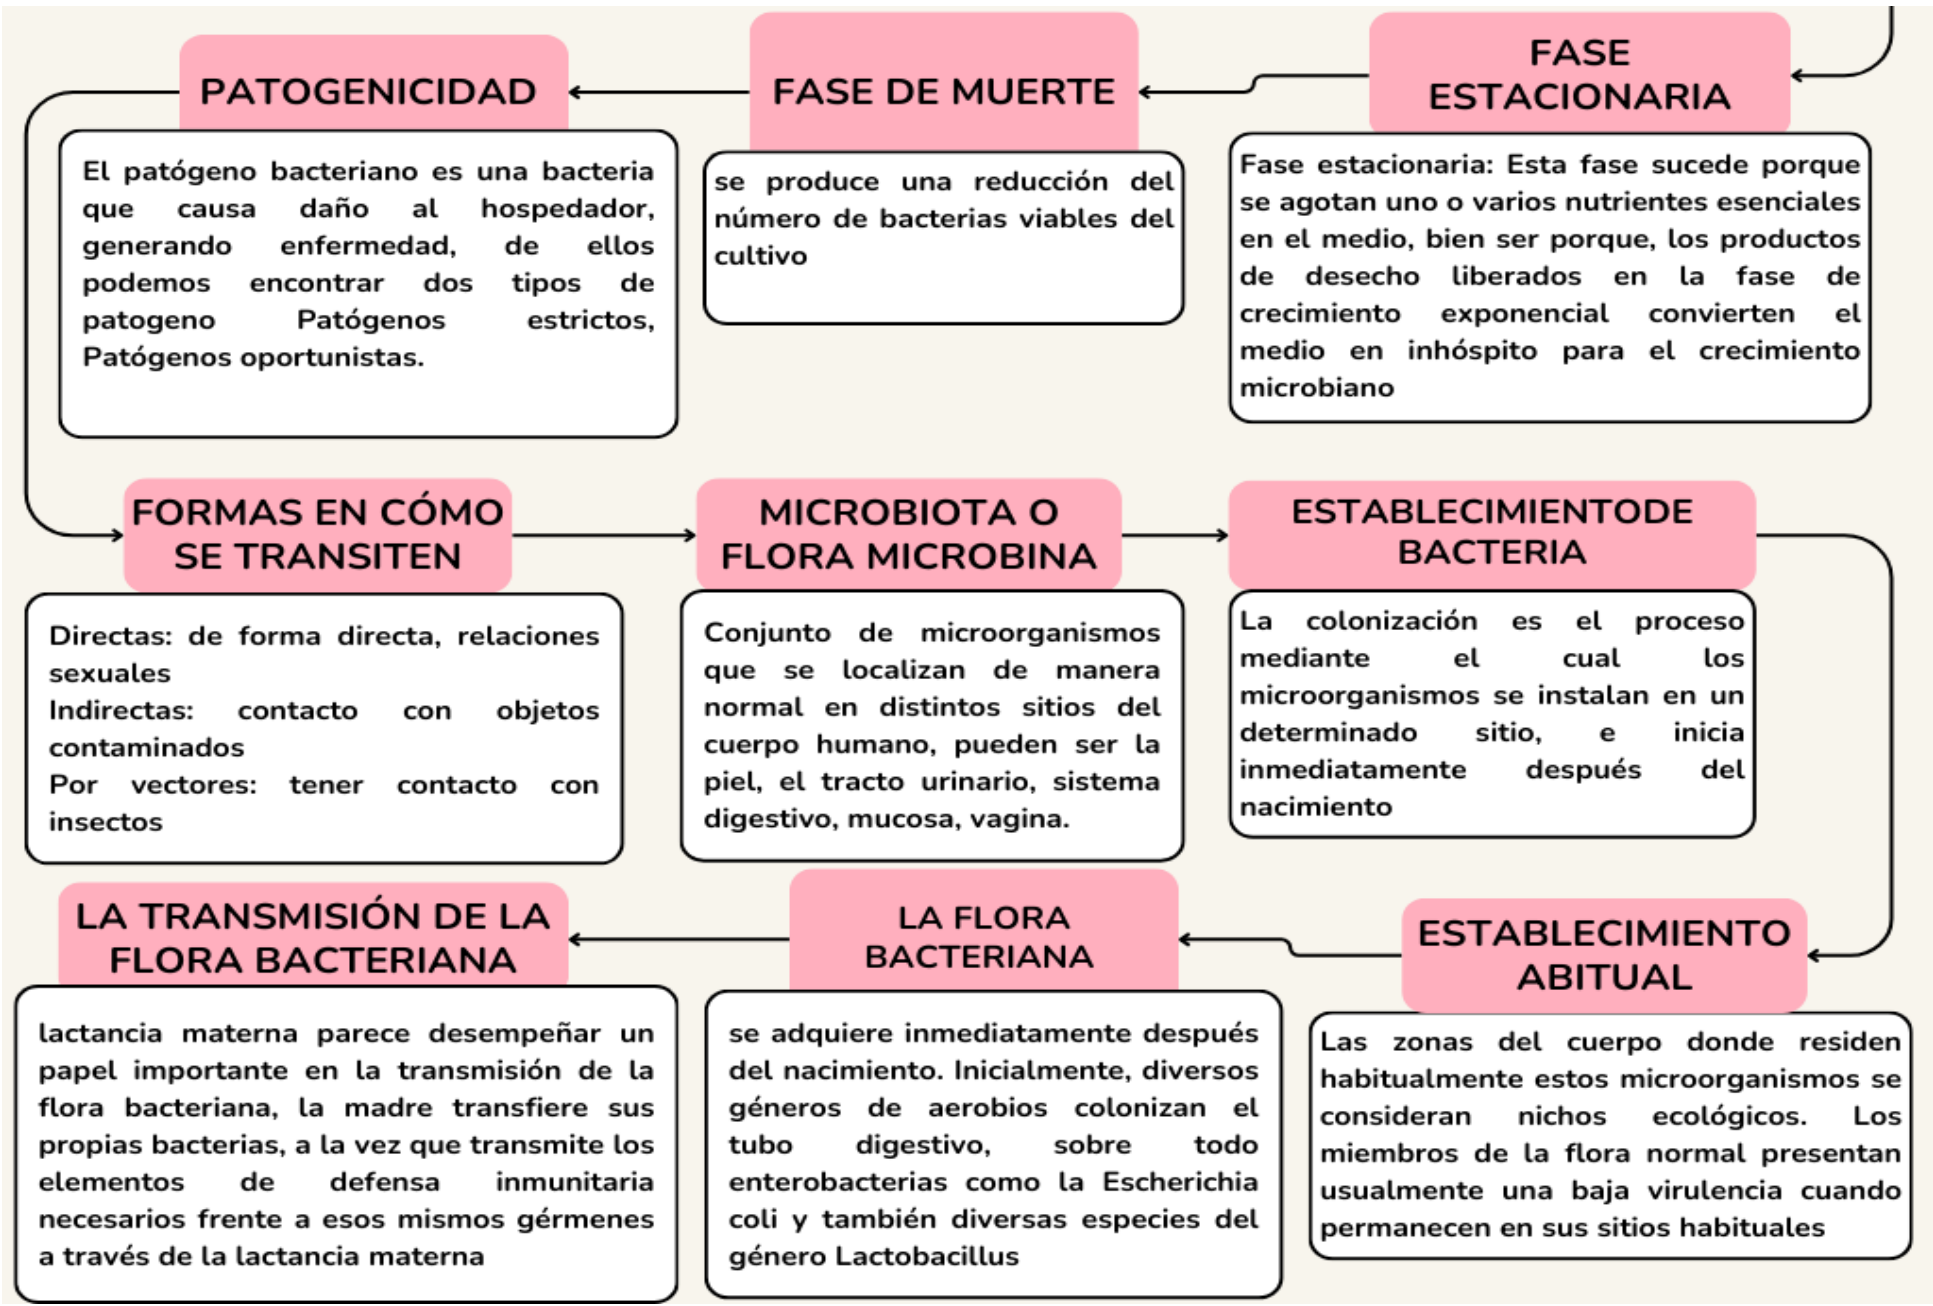 PATOGENICIDAD
El patógeno bacteriano es una bacteria
que causa daño al hospedador,
generando enfermedad, de ellos
podemos encontrar dos tipos de
patogeno Patógenos estrictos,
Patógenos oportunistas.
FASE DE MUERTE
se produce una reducción del
número de bacterias viables del
cultivo
FASE
ESTACIONARIA
Fase estacionaria: Esta fase sucede porque
se agotan uno o varios nutrientes esenciales
en el medio, bien ser porque, los productos
de desecho liberados en la fase de
crecimiento exponencial convierten el
medio en inhóspito para el crecimiento
microbiano
FORMAS EN CÓMO
SE TRANSITEN
Directas: de forma directa, relaciones
sexuales
Indirectas: contacto con objetos
contaminados
Por vectores: tener contacto con
insectos
MICROBIOTA O
FLORA MICROBINA
Conjunto de microorganismos
que se localizan de manera
normal en distintos sitios del
cuerpo humano, pueden ser la
piel, el tracto urinario, sistema
digestivo, mucosa, vagina.
ESTABLECIMIENTODE
BACTERIA
La colonización es el proceso
mediante el cual los
microorganismos se instalan en un
determinado sitio, e inicia
inmediatamente después del
nacimiento
LA TRANSMISIÓN DE LA
FLORA BACTERIANA
lactancia materna parece desempeñar un
papel importante en la transmisión de la
flora bacteriana, la madre transfiere sus
propias bacterias, a la vez que transmite los
elementos de defensa inmunitaria
necesarios frente a esos mismos gérmenes
a través de la lactancia materna
LA FLORA
BACTERIANA
se adquiere inmediatamente después
del nacimiento. Inicialmente, diversos
géneros de aerobios colonizan el
tubo digestivo, sobre todo
enterobacterias como la Escherichia
coli y también diversas especies del
género Lactobacillus
ESTABLECIMIENTO
ABITUAL
Las zonas del cuerpo donde residen
habitualmente estos microorganismos se
consideran nichos ecológicos. Los
miembros de la flora normal presentan
usualmente una baja virulencia cuando
permanecen en sus sitios habituales